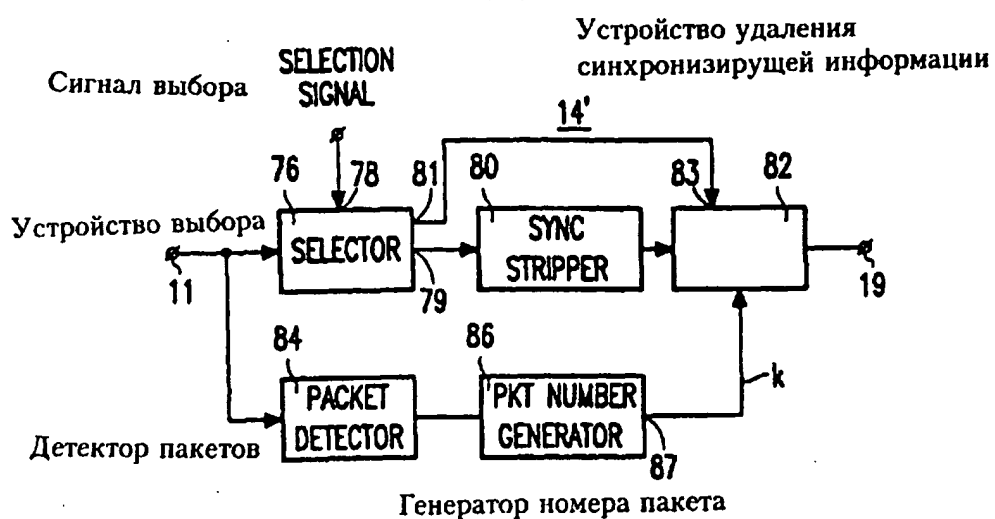 Устройство удаления
синхронизирущей информации
Сигнал выбора
SELECTION
SIGNAL
14'
76
78
81
80
83
82
Устройство выбора
SELECTOR
SYNC
STRIPPER
11
79
19
84
86
k
PACKET
DETECTOR
PKT NUMBER
GENERATOR
Детектор пакетов
87
Генератор номера пакета